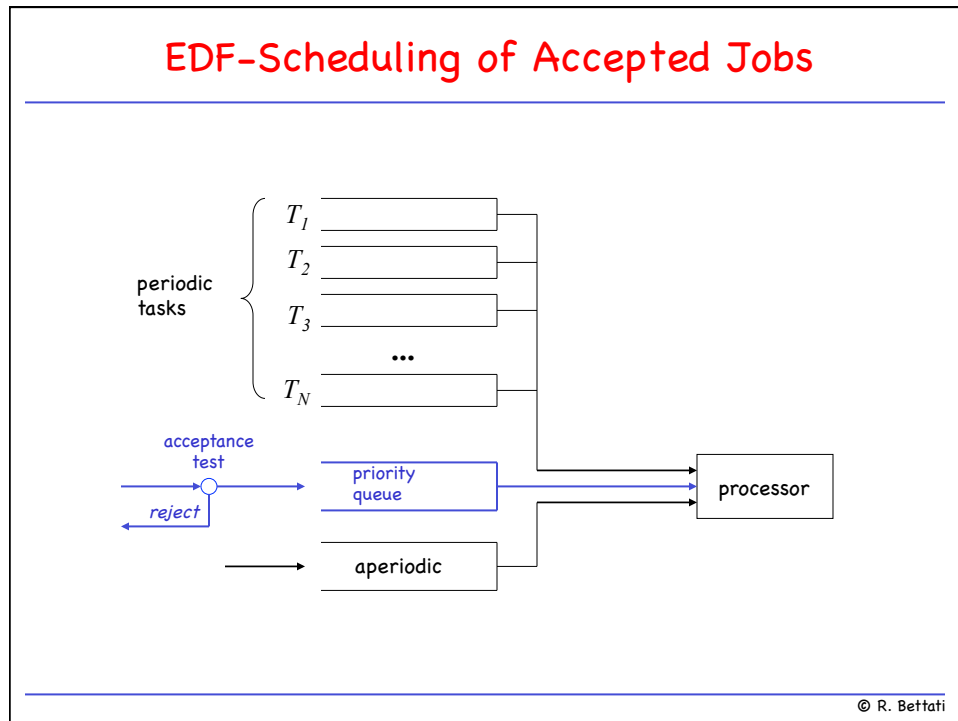 EDF-Scheduling of Accepted Jobs
periodic
tasks
T1
T2
T3
...
TN
acceptance
test
reject
priority
queue
aperiodic
processor
© R. Bettati